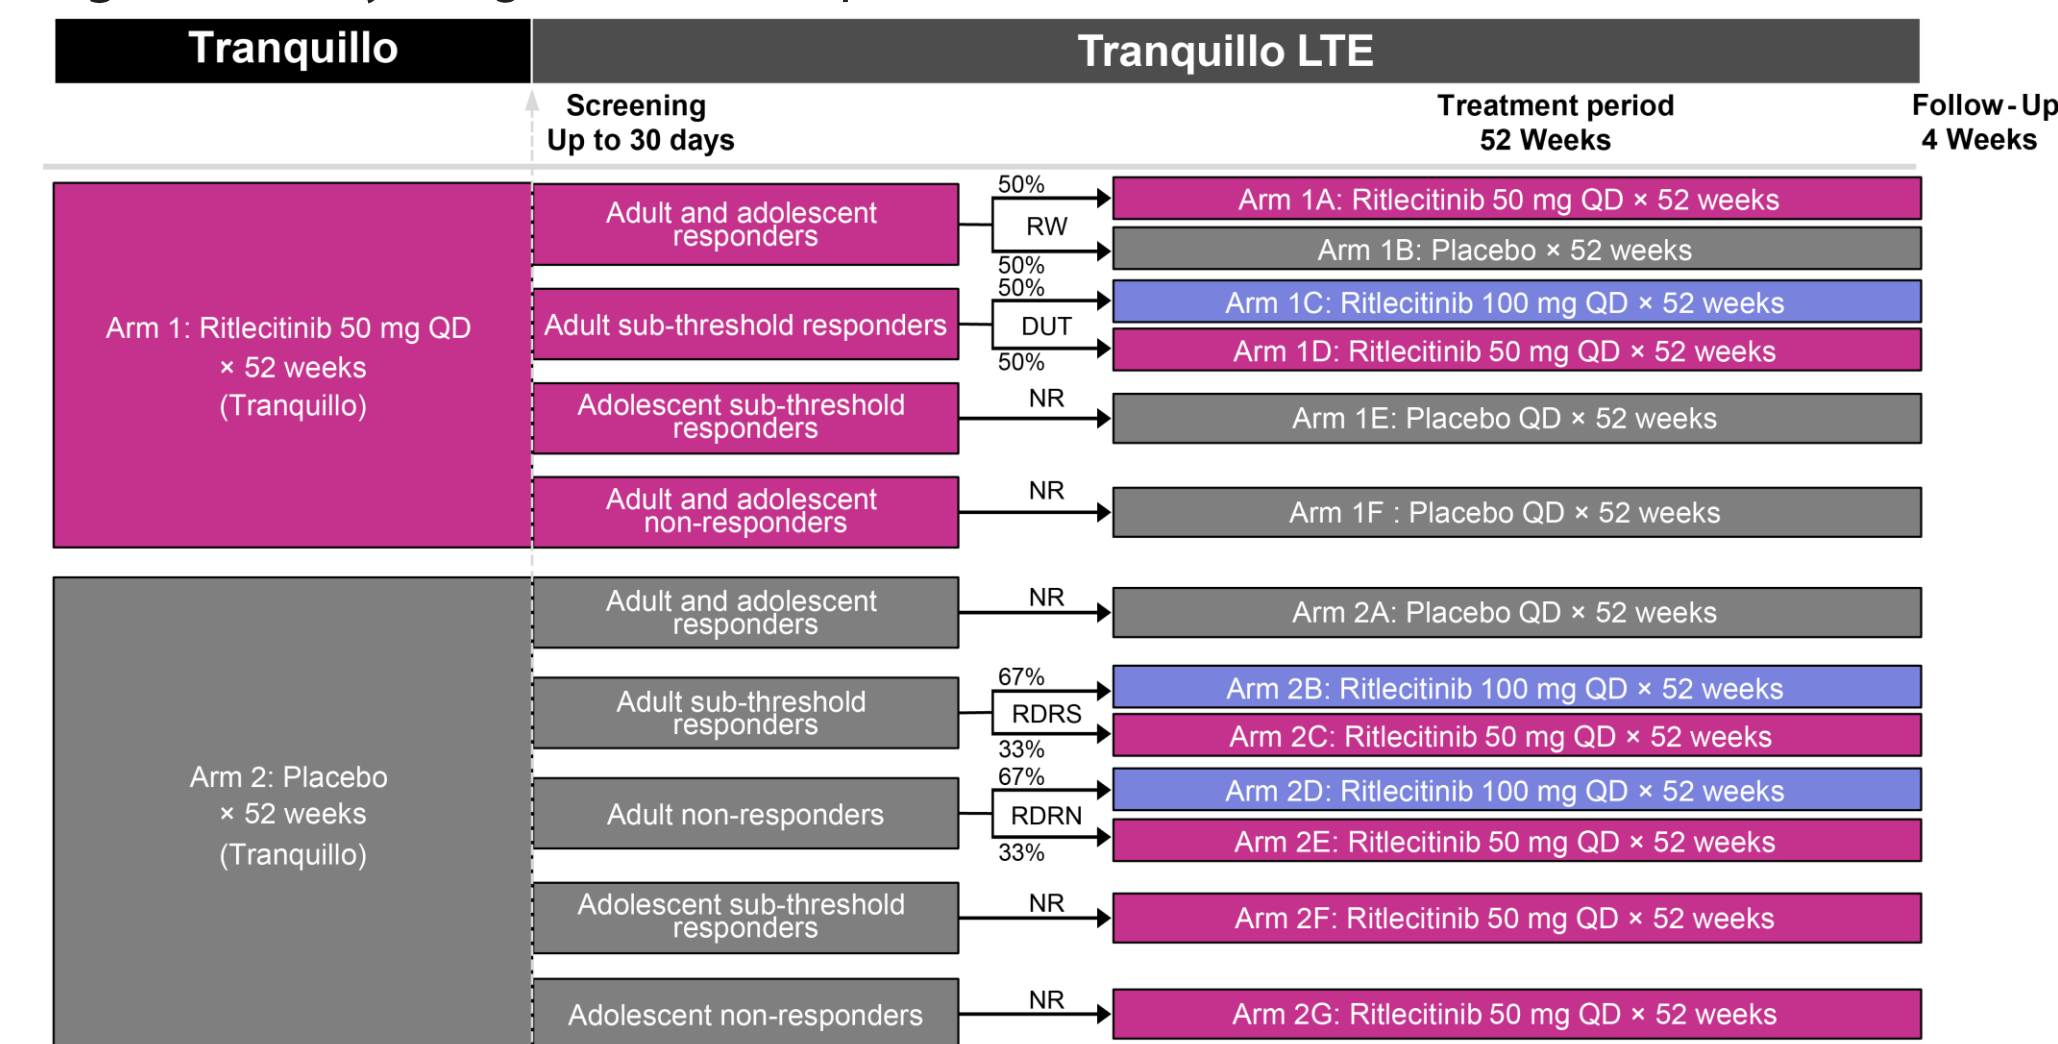 Tranquillo
Tranquillo LTE
Screening
Up to 30 days
Treatment period
52 Weeks
Follow-Up
4 Weeks
Arm 1: Ritlecitinib 50 mg QD
× 52 weeks
(Tranquillo)
Adult and adolescent
responders
50%
RW
50%
Arm 1A: Ritlecitinib 50 mg QD × 52 weeks
Arm 1B: Placebo × 52 weeks
Adult sub-threshold responders
50%
DUT
50%
Arm 1C: Ritlecitinib 100 mg QD × 52 weeks
Arm 1D: Ritlecitinib 50 mg QD × 52 weeks
Adolescent sub-threshold
responders
NR
Arm 1E: Placebo QD × 52 weeks
Adult and adolescent
non-responders
NR
Arm 1F : Placebo QD × 52 weeks
Arm 2: Placebo
× 52 weeks
(Tranquillo)
Adult and adolescent
responders
NR
Arm 2A: Placebo QD × 52 weeks
Adult sub-threshold
responders
67%
RDRS
33%
Arm 2B: Ritlecitinib 100 mg QD × 52 weeks
Arm 2C: Ritlecitinib 50 mg QD × 52 weeks
Adult non-responders
67%
RDRN
33%
Arm 2D: Ritlecitinib 100 mg QD × 52 weeks
Arm 2E: Ritlecitinib 50 mg QD × 52 weeks
Adolescent sub-threshold
responders
NR
Arm 2F: Ritlecitinib 50 mg QD × 52 weeks
Adolescent non-responders
NR
Arm 2G: Ritlecitinib 50 mg QD × 52 weeks